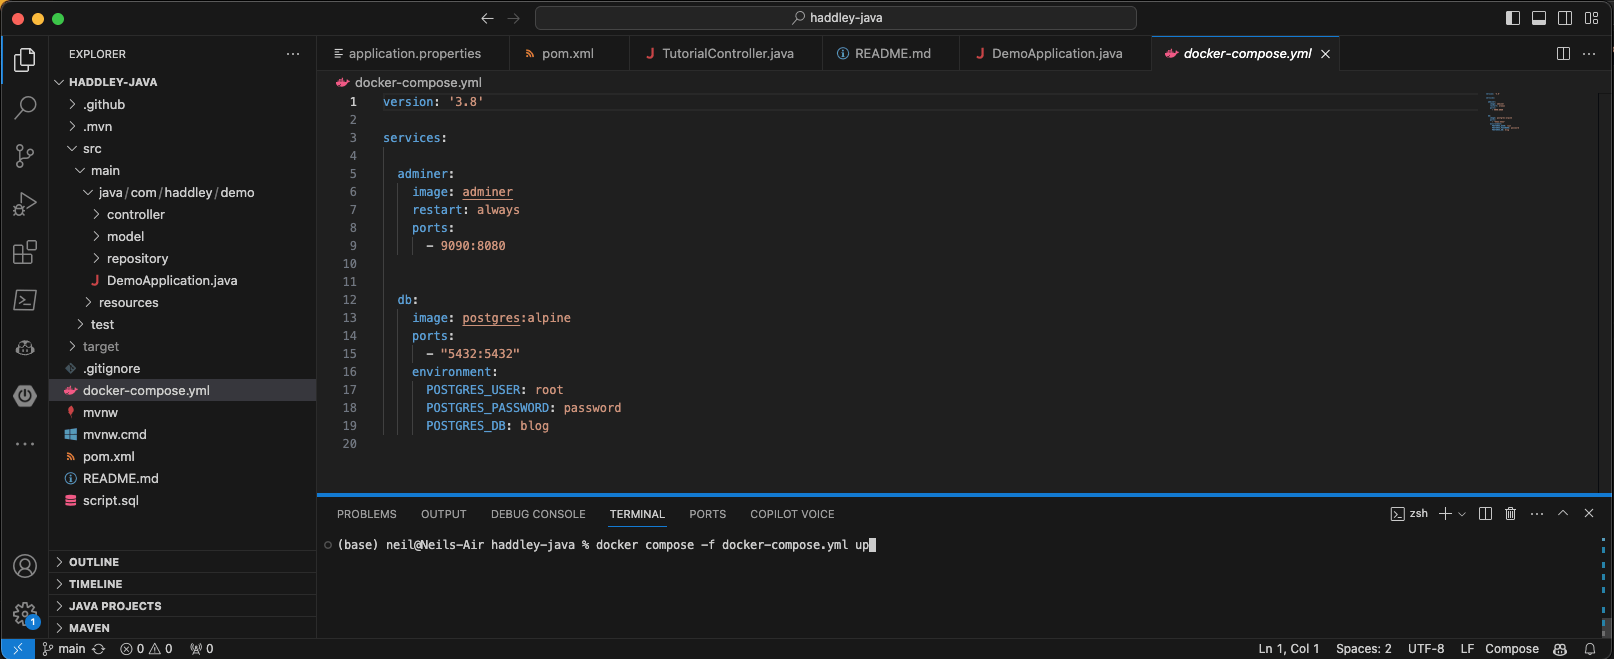 haddley-java
EXPLORER
application.properties
pom.xml
TutorialController.java
README.md
DemoApplication.java
docker-compose.yml
HADDLEY-JAVA
.github
.mvn
src
main
java/com/haddley/demo
controller
model
repository
DemoApplication.java
resources
test
target
.gitignore
docker-compose.yml
mvnw
mvnw.cmd
pom.xml
README.md
script.sql
OUTLINE
TIMELINE
JAVA PROJECTS
MAVEN
docker-compose.yml
1 version: '3.8'
2
3 services:
4
5 adminer:
6 image: adminer
7 restart: always
8 ports:
9 - 9090:8080
10
11
12 db:
13 image: postgres:alpine
14 ports:
15 - "5432:5432"
16 environment:
17 POSTGRES_USER: root
18 POSTGRES_PASSWORD: password
19 POSTGRES_DB: blog
20
PROBLEMS OUTPUT DEBUG CONSOLE TERMINAL PORTS COPILOT VOICE
zsh
(base) neil@Neils-Air haddley-java % docker compose -f docker-compose.yml up
1
main 0 0 0
Ln 1, Col 1 Spaces: 2 UTF-8 LF Compose